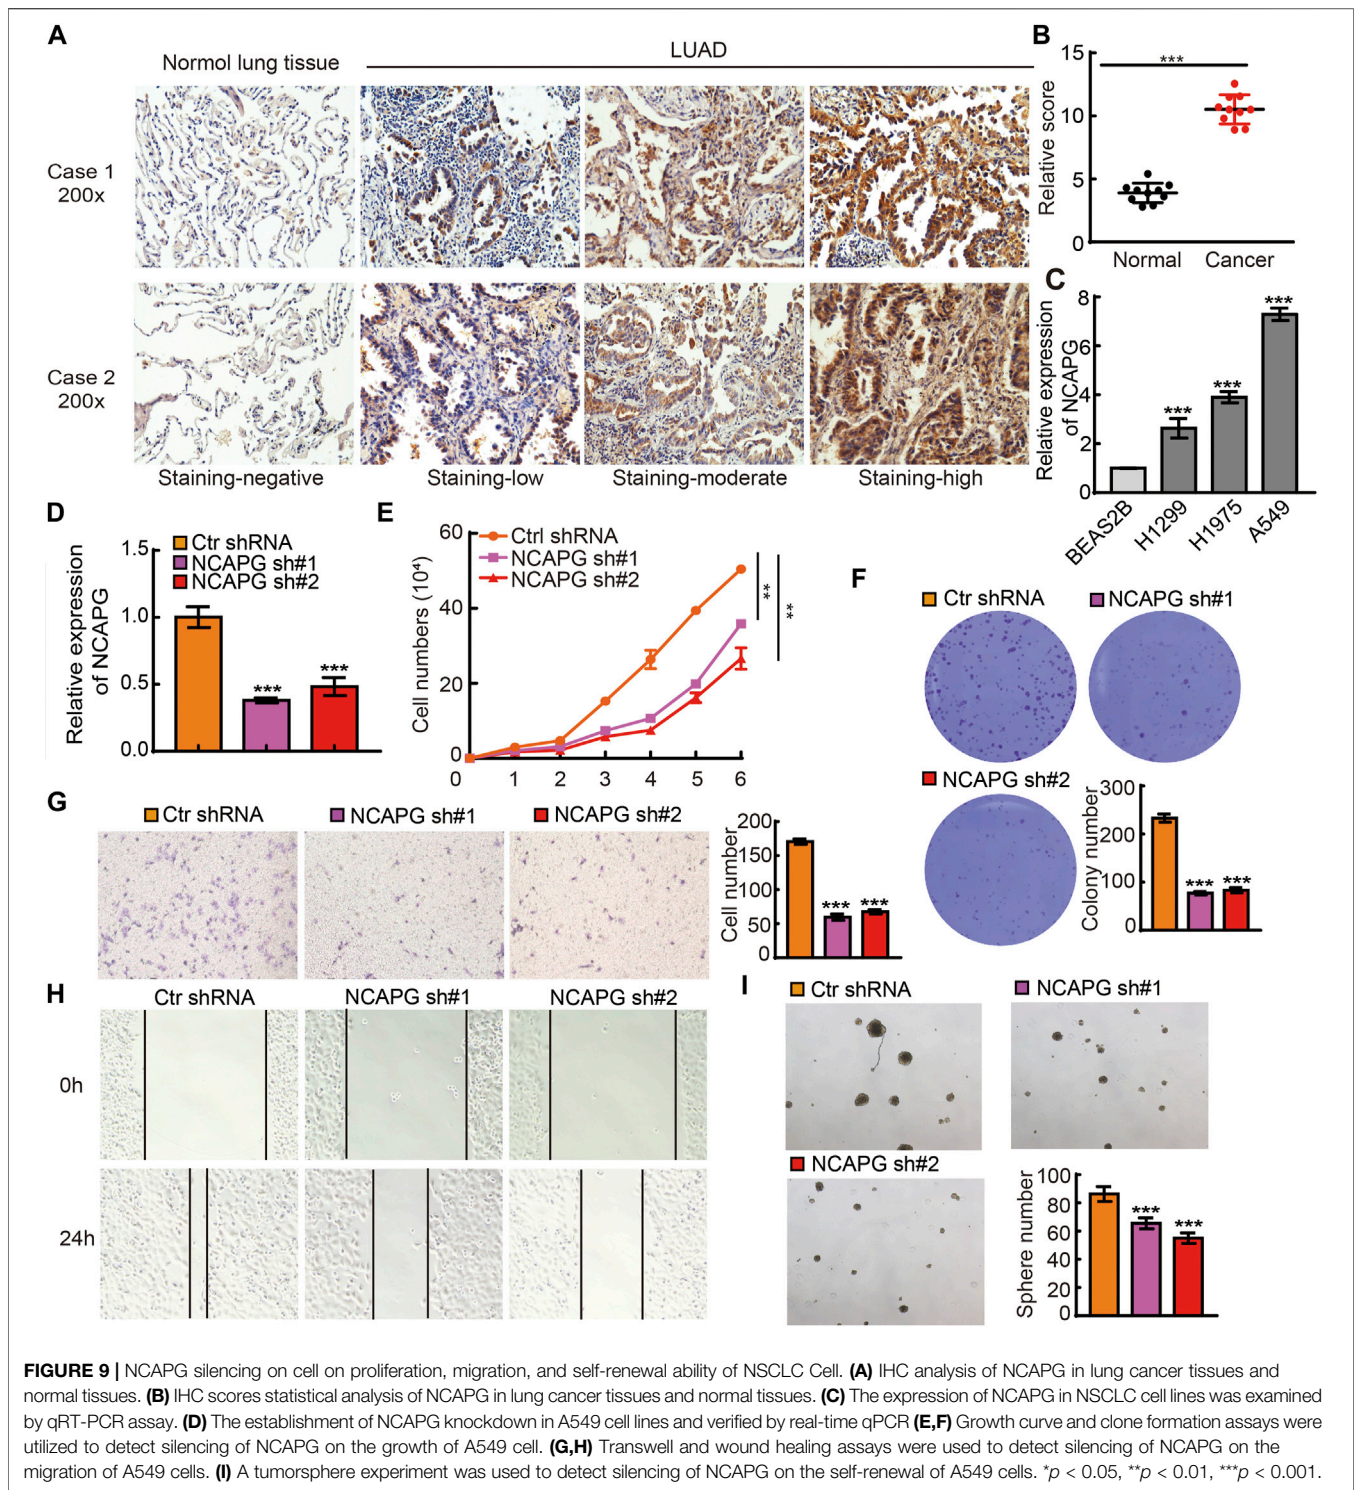 A
Normol lung tissue
LUAD
Case 1
200x
Case 2
200x
Staining-negative
Staining-low
Staining-moderate
Staining-high
B
Relative score
15
10
5
0
***
Normal
Cancer
C
Relative expression
of NCAPG
8
6
4
2
0
***
***
***
BEAS2B
H1299
H1975
A549
D
Ctr shRNA
NCAPG sh#1
NCAPG sh#2
Relative expression
of NCAPG
1.5
1.0
0.5
0.0
***
***
E
Ctrl shRNA
NCAPG sh#1
NCAPG sh#2
Cell numbers (10⁴)
60
40
20
0
0 1 2 3 4 5 6
**
**
F
Ctr shRNA
NCAPG sh#1
NCAPG sh#2
Colony number
300
200
100
0
***
***
G
Ctr shRNA
NCAPG sh#1
NCAPG sh#2
Cell number
200
150
100
50
0
***
***
H
Ctr shRNA
NCAPG sh#1
NCAPG sh#2
0h
24h
I
Ctr shRNA
NCAPG sh#1
NCAPG sh#2
Sphere number
100
80
60
40
20
0
***
***
FIGURE 9 | NCAPG silencing on cell on proliferation, migration, and self-renewal ability of NSCLC Cell. (A) IHC analysis of NCAPG in lung cancer tissues and
normal tissues. (B) IHC scores statistical analysis of NCAPG in lung cancer tissues and normal tissues. (C) The expression of NCAPG in NSCLC cell lines was examined
by qRT-PCR assay. (D) The establishment of NCAPG knockdown in A549 cell lines and verified by real-time qPCR (E,F) Growth curve and clone formation assays were
utilized to detect silencing of NCAPG on the growth of A549 cell. (G,H) Transwell and wound healing assays were used to detect silencing of NCAPG on the
migration of A549 cells. (I) A tumorsphere experiment was used to detect silencing of NCAPG on the self-renewal of A549 cells. *p < 0.05, **p < 0.01, ***p < 0.001.